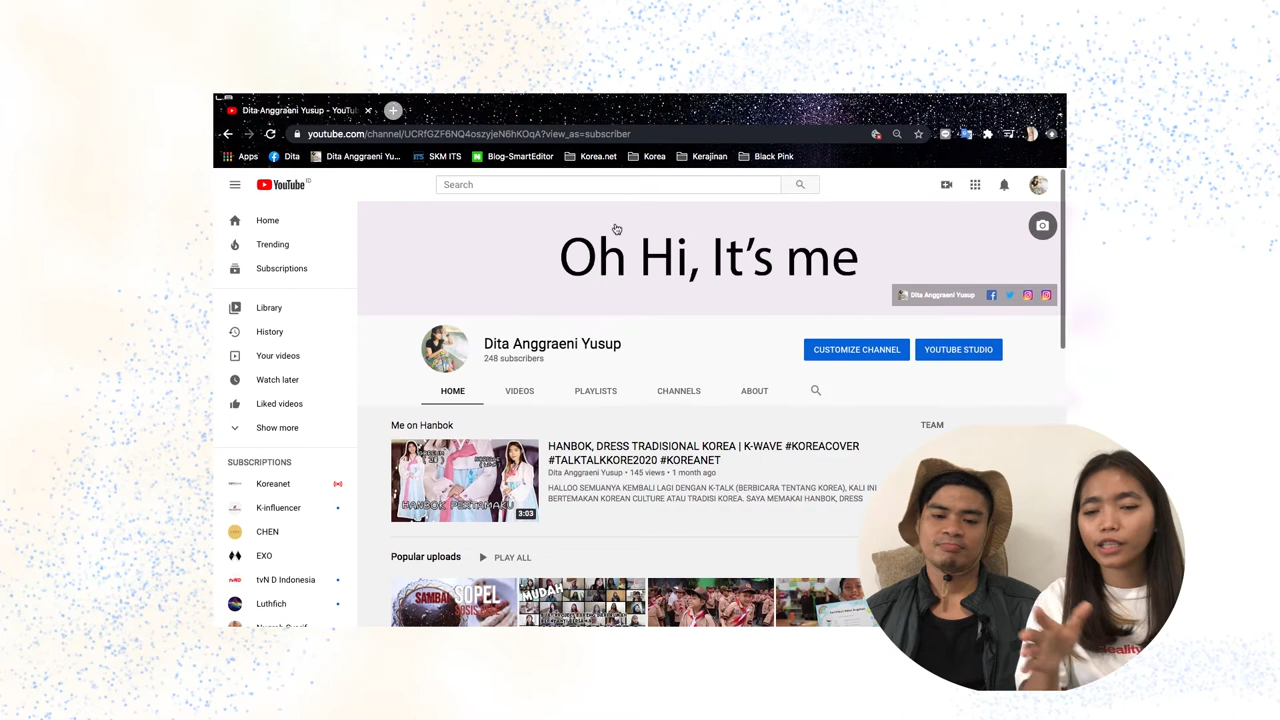 Dita Anggraeni Yusup - YouTu
youtube.com/channel/UCRfGZF6NQ4oszyjeN6hKOqA?view_as=subscriber
Apps Dita Dita Anggraeni Yu... SKM ITS Blog-SmartEditor Korea.net Korea Kerajinan Black Pink
YouTube ID Search
Oh Hi, It's me
Dita Anggraeni Yusup
Home
Trending
Subscriptions
Library
History
Your videos
Watch later
Liked videos
Show more
SUBSCRIPTIONS
Koreanet
K-influencer
CHEN
EXO
tvN D Indonesia
Luthfich
Dita Anggraeni Yusup
248 subscribers
CUSTOMIZE CHANNEL YOUTUBE STUDIO
HOME VIDEOS PLAYLISTS CHANNELS ABOUT
Me on Hanbok
TEAM
HANBOK PERTAMAKU
3:03
HANBOK, DRESS TRADISIONAL KOREA | K-WAVE #KOREACOVER
#TALKTALKKORE2020 #KOREANET
Dita Anggraeni Yusup • 145 views • 1 month ago
HALLOO SEMUANYA KEMBALI LAGI DENGAN K-TALK (BERBICARA TENTANG KOREA), KALI INI
BERTEMAKAN KOREAN CULTURE ATAU TRADISI KOREA. SAYA MEMAKAI HANBOK, DRESS
Popular uploads PLAY ALL
SAMBAL SOPEL
SOSIS
MUDAH
eality